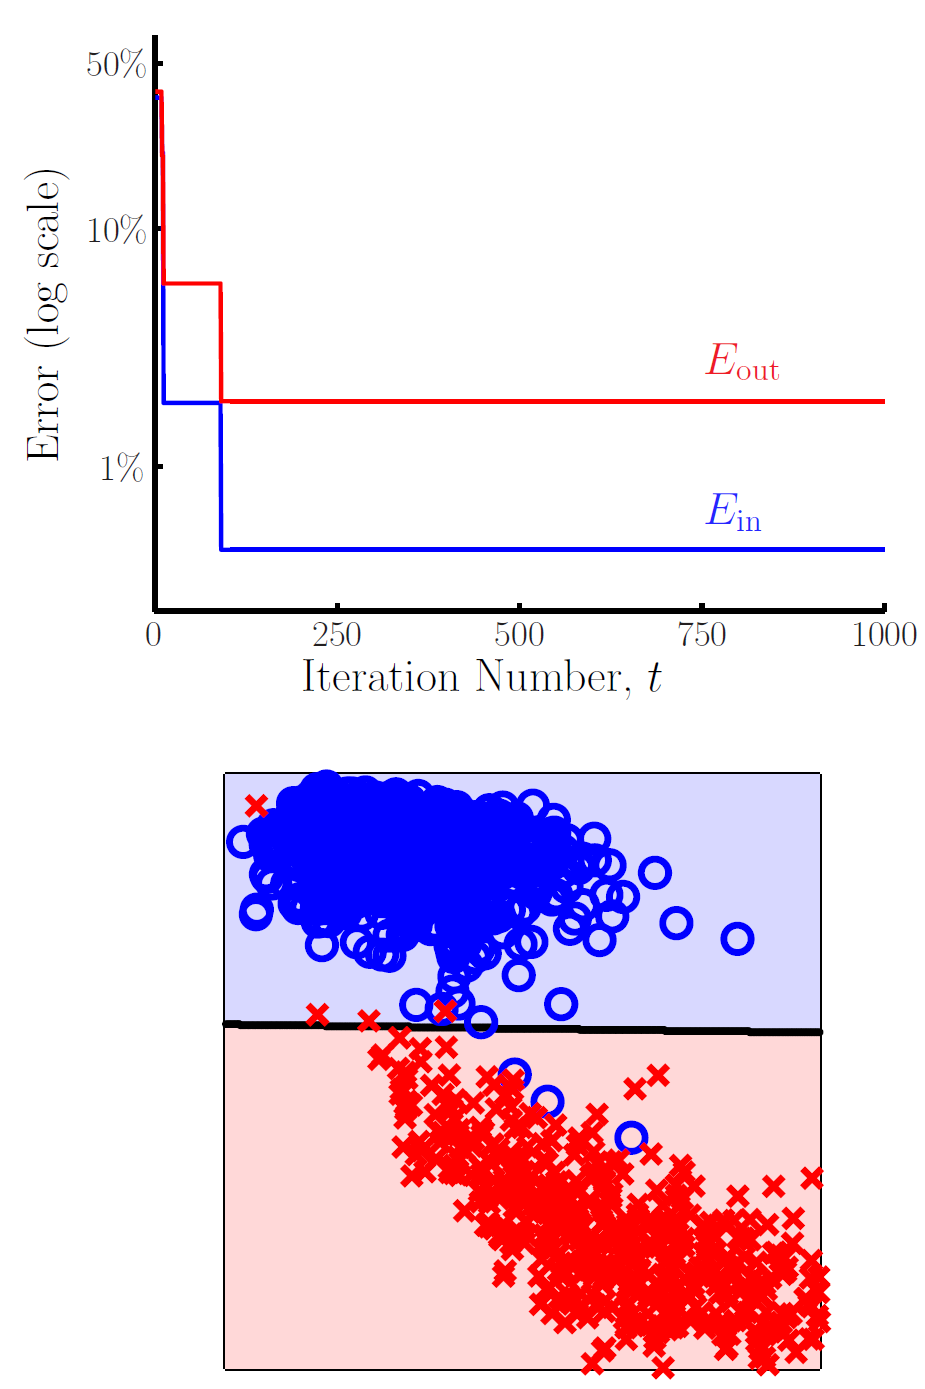 50%
10%
1%
Error (log scale)
E_out
E_in
0 250 500 750 1000
Iteration Number, t